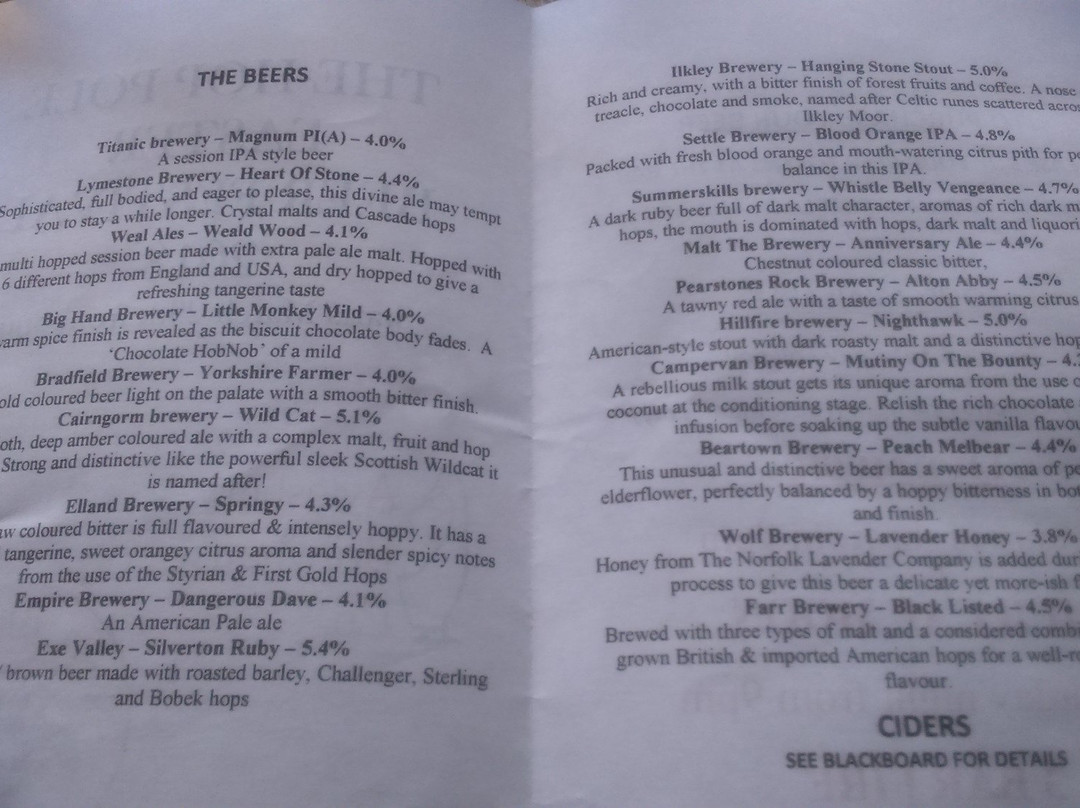 THE BEERS
Titanic brewery – Magnum PI(A) – 4.0%
A session IPA style beer
Lymestone Brewery – Heart Of Stone – 4.4%
Sophisticated, full bodied, and eager to please, this divine ale may tempt
you to stay a while longer. Crystal malts and Cascade hops
Weal Ales – Weald Wood – 4.1%
multi hopped session beer made with extra pale ale malt. Hopped with
6 different hops from England and USA, and dry hopped to give a
refreshing tangerine taste
Big Hand Brewery – Little Monkey Mild – 4.0%
arm spice finish is revealed as the biscuit chocolate body fades. A
‘Chocolate HobNob’ of a mild
Bradfield Brewery – Yorkshire Farmer – 4.0%
old coloured beer light on the palate with a smooth bitter finish.
Cairngorm brewery – Wild Cat – 5.1%
oth, deep amber coloured ale with a complex malt, fruit and hop
Strong and distinctive like the powerful sleek Scottish Wildcat it
is named after!
Elland Brewery – Springy – 4.3%
aw coloured bitter is full flavoured & intensely hoppy. It has a
tangerine, sweet orangey citrus aroma and slender spicy notes
from the use of the Styrian & First Gold Hops
Empire Brewery – Dangerous Dave – 4.1%
An American Pale ale
Exe Valley – Silverton Ruby – 5.4%
brown beer made with roasted barley, Challenger, Sterling
and Bobek hops
Ilkley Brewery – Hanging Stone Stout – 5.0%
Rich and creamy, with a bitter finish of forest fruits and coffee. A nose
treacle, chocolate and smoke, named after Celtic runes scattered acro
Ilkley Moor.
Settle Brewery – Blood Orange IPA – 4.8%
Packed with fresh blood orange and mouth-watering citrus pith for pe
balance in this IPA.
Summerskills brewery – Whistle Belly Vengeance – 4.7%
A dark ruby beer full of dark malt character, aromas of rich dark m
hops, the mouth is dominated with hops, dark malt and liquori
Malt The Brewery – Anniversary Ale – 4.4%
Chestnut coloured classic bitter,
Pearstones Rock Brewery – Alton Abby – 4.5%
A tawny red ale with a taste of smooth warming citrus
Hillfire brewery – Nighthawk – 5.0%
American-style stout with dark roasty malt and a distinctive hop
Campervan Brewery – Mutiny On The Bounty – 4.
A rebellious milk stout gets its unique aroma from the use o
coconut at the conditioning stage. Relish the rich chocolate
infusion before soaking up the subtle vanilla flavou
Beartown Brewery – Peach Melbear – 4.4%
This unusual and distinctive beer has a sweet aroma of pe
elderflower, perfectly balanced by a hoppy bitterness in bot
and finish.
Wolf Brewery – Lavender Honey – 3.8%
Honey from The Norfolk Lavender Company is added dur
process to give this beer a delicate yet more-ish f
Farr Brewery – Black Listed – 4.5%
Brewed with three types of malt and a considered comb
grown British & imported American hops for a well-ro
flavour.
CIDERS
SEE BLACKBOARD FOR DETAILS